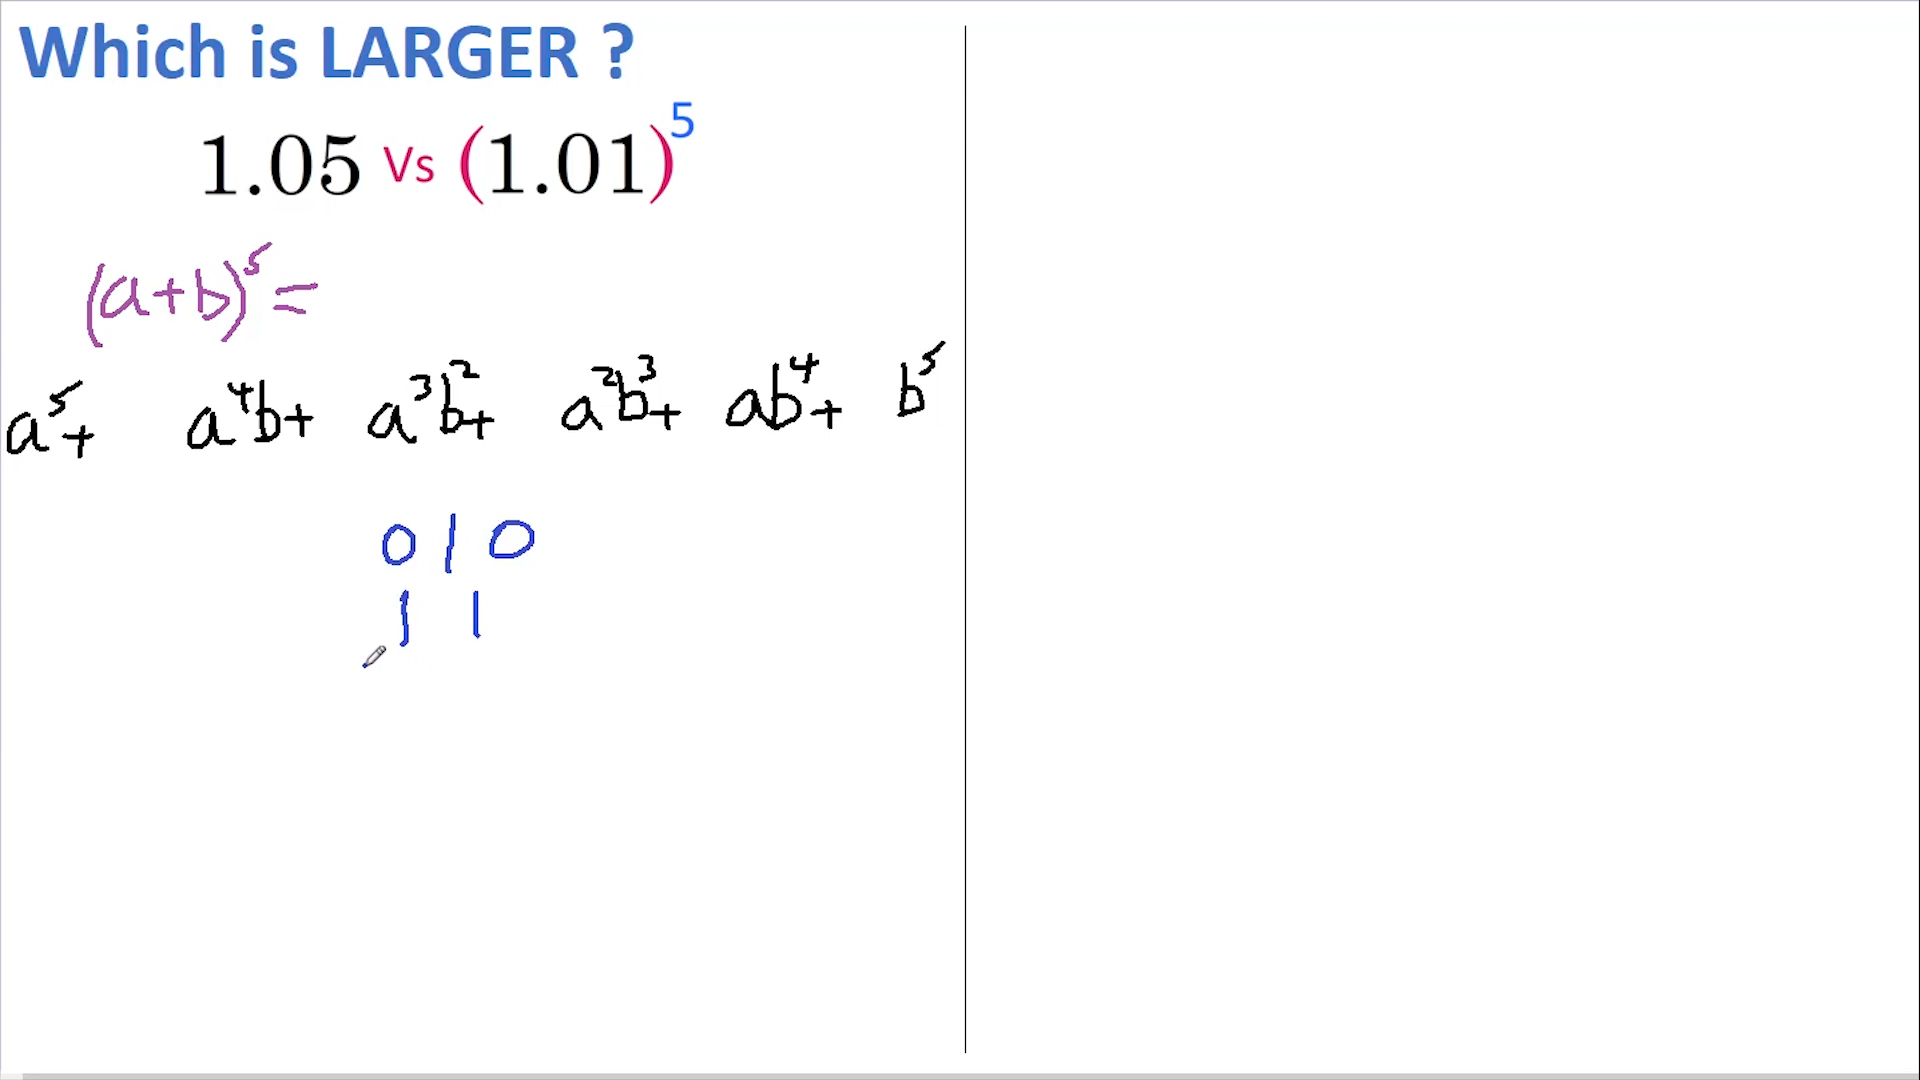 Which is LARGER ?
1.05 Vs (1.01)⁵
(a+b)⁵=
a⁵+ a⁴b+ a³b²+ a²b³+ ab⁴+ b⁵
0 1 0
1 1